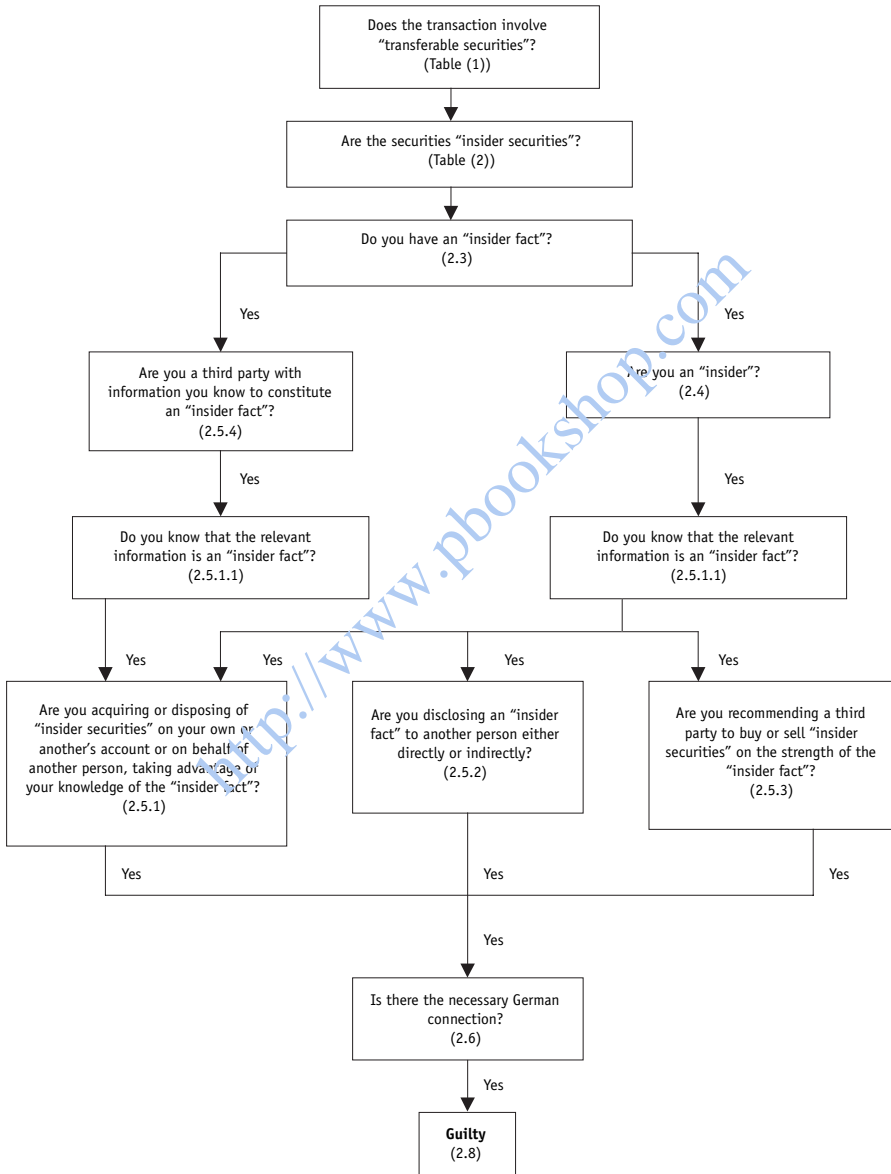 Does the transaction involve
“transferable securities”?
(Table (1))
Are the securities “insider securities”?
(Table (2))
Do you have an “insider fact”?
(2.3)
Yes
Yes
Are you a third party with
information you know to constitute
an “insider fact”?
(2.5.4)
Are you an “insider”?
(2.4)
Yes
Yes
Do you know that the relevant
information is an “insider fact”?
(2.5.1.1)
Do you know that the relevant
information is an “insider fact”?
(2.5.1.1)
Yes
Yes
Yes
Yes
Are you acquiring or disposing of
“insider securities” on your own or
another’s account or on behalf of
another person, taking advantage of
your knowledge of the “insider fact”?
(2.5.1)
Are you disclosing an “insider
fact” to another person either
directly or indirectly?
(2.5.2)
Are you recommending a third
party to buy or sell “insider
securities” on the strength of the
“insider fact”?
(2.5.3)
Yes
Yes
Yes
Yes
Is there the necessary German
connection?
(2.6)
Yes
Guilty
(2.8)
http://www.pbookshop.com